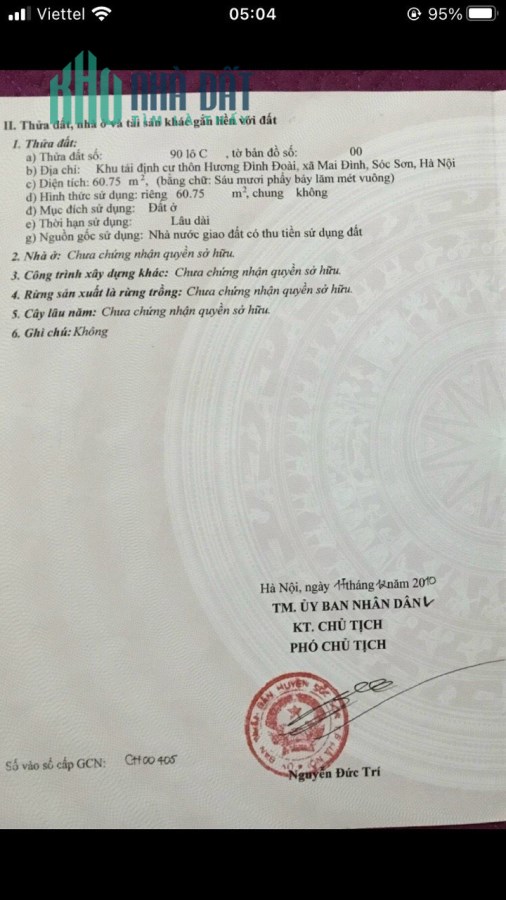 Viettel 05:04 95%
KHO NHÀ ĐẤT
II. Thửa đất, nhà ở và tài sản khác gắn liền với đất
1. Thửa đất:
a) Thửa đất số: 90 lô C , tờ bản đồ số: 00
b) Địa chỉ: Khu tái định cư thôn Hương Đình Đoài, xã Mai Đình, Sóc Sơn, Hà Nội
c) Diện tích: 60.75 m², (bằng chữ: Sáu mươi phẩy bảy lăm mét vuông)
d) Hình thức sử dụng: riêng 60.75 m², chung không
đ) Mục đích sử dụng: Đất ở
e) Thời hạn sử dụng: Lâu dài
g) Nguồn gốc sử dụng: Nhà nước giao đất có thu tiền sử dụng đất
2. Nhà ở: Chưa chứng nhận quyền sở hữu.
3. Công trình xây dựng khác: Chưa chứng nhận quyền sở hữu.
4. Rừng sản xuất là rừng trồng: Chưa chứng nhận quyền sở hữu.
5. Cây lâu năm: Chưa chứng nhận quyền sở hữu.
6. Ghi chú: Không
Hà Nội, ngày tháng năm 2010
TM. ỦY BAN NHÂN DÂN
KT. CHỦ TỊCH
PHÓ CHỦ TỊCH
Nguyễn Đức Trí
Số vào sổ cấp GCN: CH00405